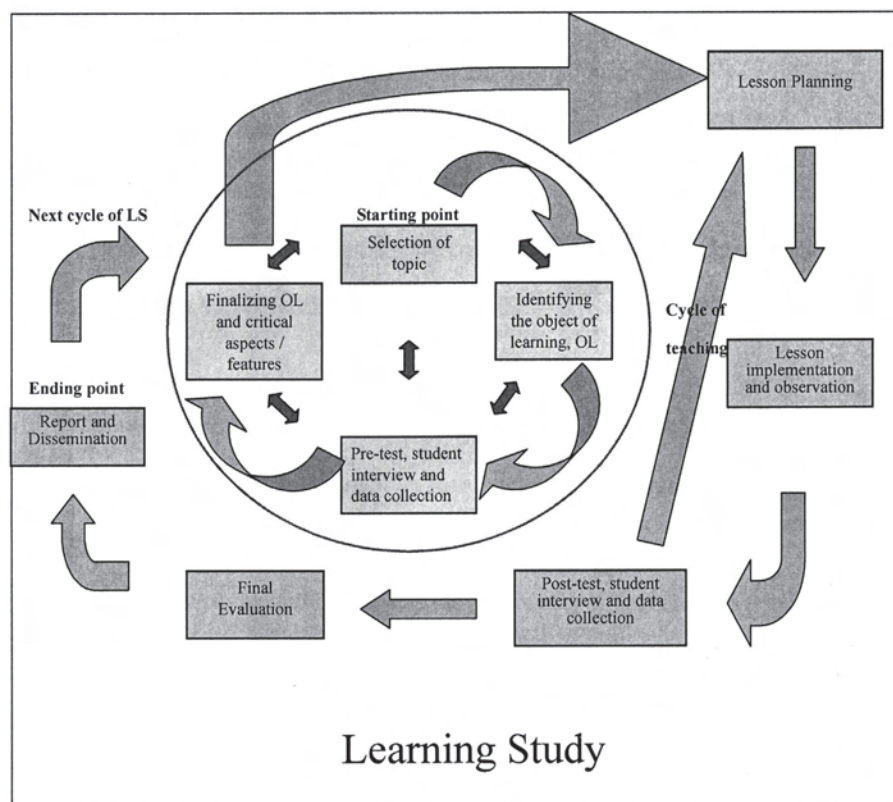 Lesson Planning
Next cycle of LS
Starting point
Selection of
topic
Finalizing OL
and critical
aspects /
features
Identifying
the object of
learning, OL
Cycle of
teaching
Lesson
implementation
and observation
Ending point
Report and
Dissemination
Pre-test, student
interview and
data collection
Final
Evaluation
Post-test, student
interview and data
collection
Learning Study